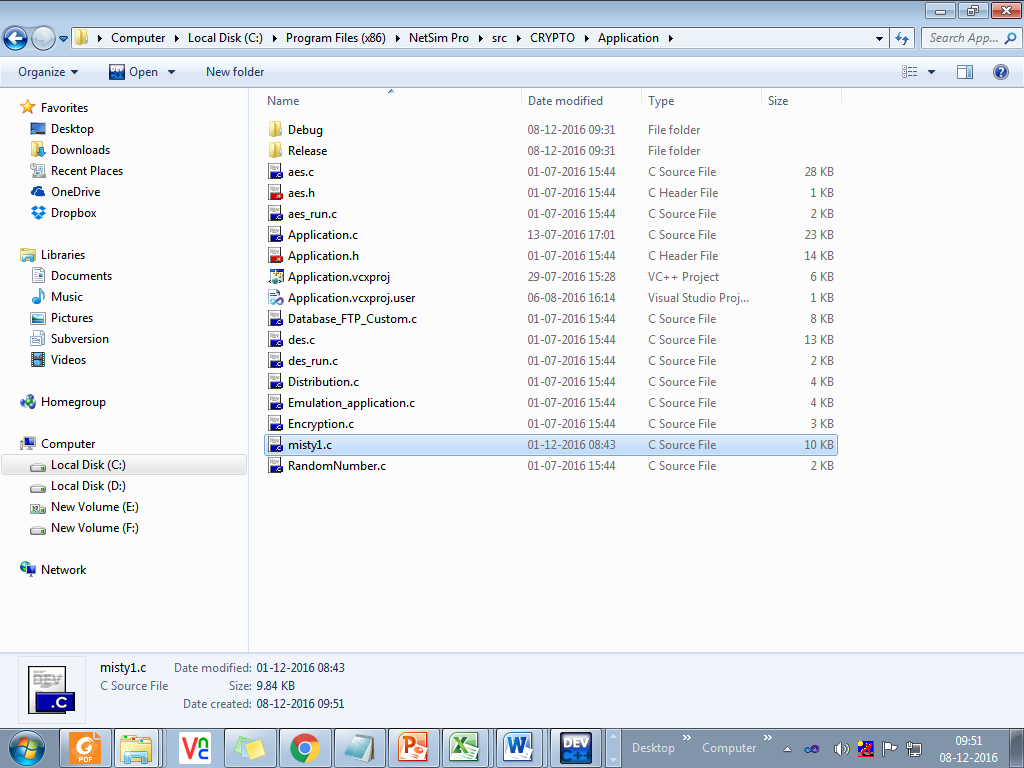 Computer Local Disk (C:) Program Files (x86) NetSim Pro src CRYPTO Application Search App...
Organize Open New folder
Favorites
Desktop
Downloads
Recent Places
OneDrive
Dropbox
Libraries
Documents
Music
Pictures
Subversion
Videos
Homegroup
Computer
Local Disk (C:)
Local Disk (D:)
New Volume (E:)
New Volume (F:)
Network
Name Date modified Type Size
Debug 08-12-2016 09:31 File folder
Release 08-12-2016 09:31 File folder
aes.c 01-07-2016 15:44 C Source File 28 KB
aes.h 01-07-2016 15:44 C Header File 1 KB
aes_run.c 01-07-2016 15:44 C Source File 2 KB
Application.c 13-07-2016 17:01 C Source File 23 KB
Application.h 01-07-2016 15:44 C Header File 14 KB
Application.vcxproj 29-07-2016 15:28 VC++ Project 6 KB
Application.vcxproj.user 06-08-2016 16:14 Visual Studio Proj... 1 KB
Database_FTP_Custom.c 01-07-2016 15:44 C Source File 8 KB
des.c 01-07-2016 15:44 C Source File 13 KB
des_run.c 01-07-2016 15:44 C Source File 2 KB
Distribution.c 01-07-2016 15:44 C Source File 4 KB
Emulation_application.c 01-07-2016 15:44 C Source File 4 KB
Encryption.c 01-07-2016 15:44 C Source File 3 KB
misty1.c 01-12-2016 08:43 C Source File 10 KB
RandomNumber.c 01-07-2016 15:44 C Source File 2 KB
misty1.c Date modified: 01-12-2016 08:43
C Source File Size: 9.84 KB
Date created: 08-12-2016 09:51
DEV
.C
PDF
VNC
DEV
C++
Desktop » Computer »
09:51
08-12-2016